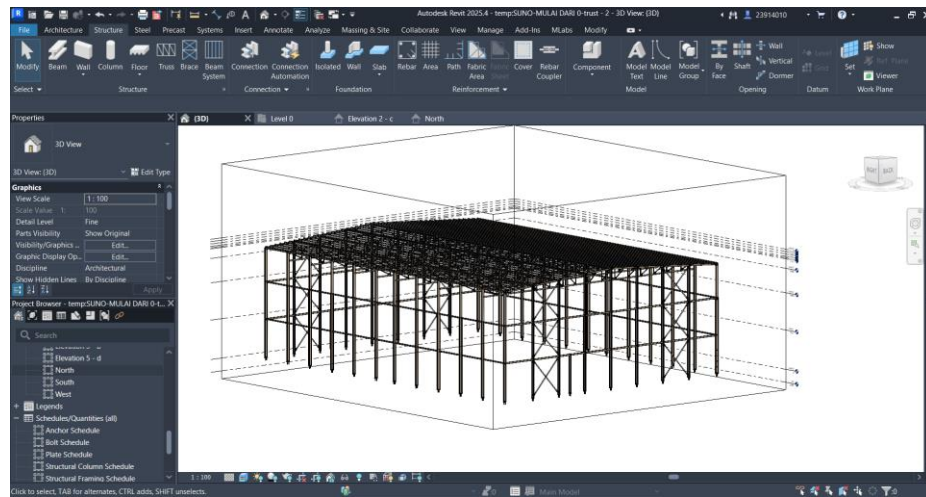 Autodesk Revit 2025.4 - temp:SUNO-MULAI DARI 0-trust - 2 - 3D View: {3D}
23914010
File Architecture Structure Steel Precast Systems Insert Annotate Analyze Massing & Site Collaborate View Manage Add-Ins MLabs Modify
Modify Beam Wall Column Floor Truss Brace Beam System Connection Connection Automation Isolated Wall Slab Rebar Area Path Fabric Area Cover Rebar Coupler Component Model Text Model Line Model Group By Face Shaft Wall Vertical Dormer Set Show Viewer
Select Structure Connection Foundation Reinforcement Model Opening Datum Work Plane
Properties
{3D}
Level 0
Elevation 2 - c
North
3D View
3D View: {3D}
Edit Type
Graphics
View Scale 1 : 100
Scale Value 1: 100
Detail Level Fine
Parts Visibility Show Original
Visibility/Graphics ... Edit...
Graphic Display Op... Edit...
Discipline Architectural
Show Hidden Lines By Discipline
Apply
Project Browser - temp:SUNO-MULAI DARI 0-t...
Search
Elevation 5 - d
North
South
West
Legends
Schedules/Quantities (all)
Anchor Schedule
Bolt Schedule
Plate Schedule
Structural Column Schedule
Structural Framing Schedule
RIGHT BACK
1 : 100
Click to select, TAB for alternates, CTRL adds, SHIFT unselects.
Main Model